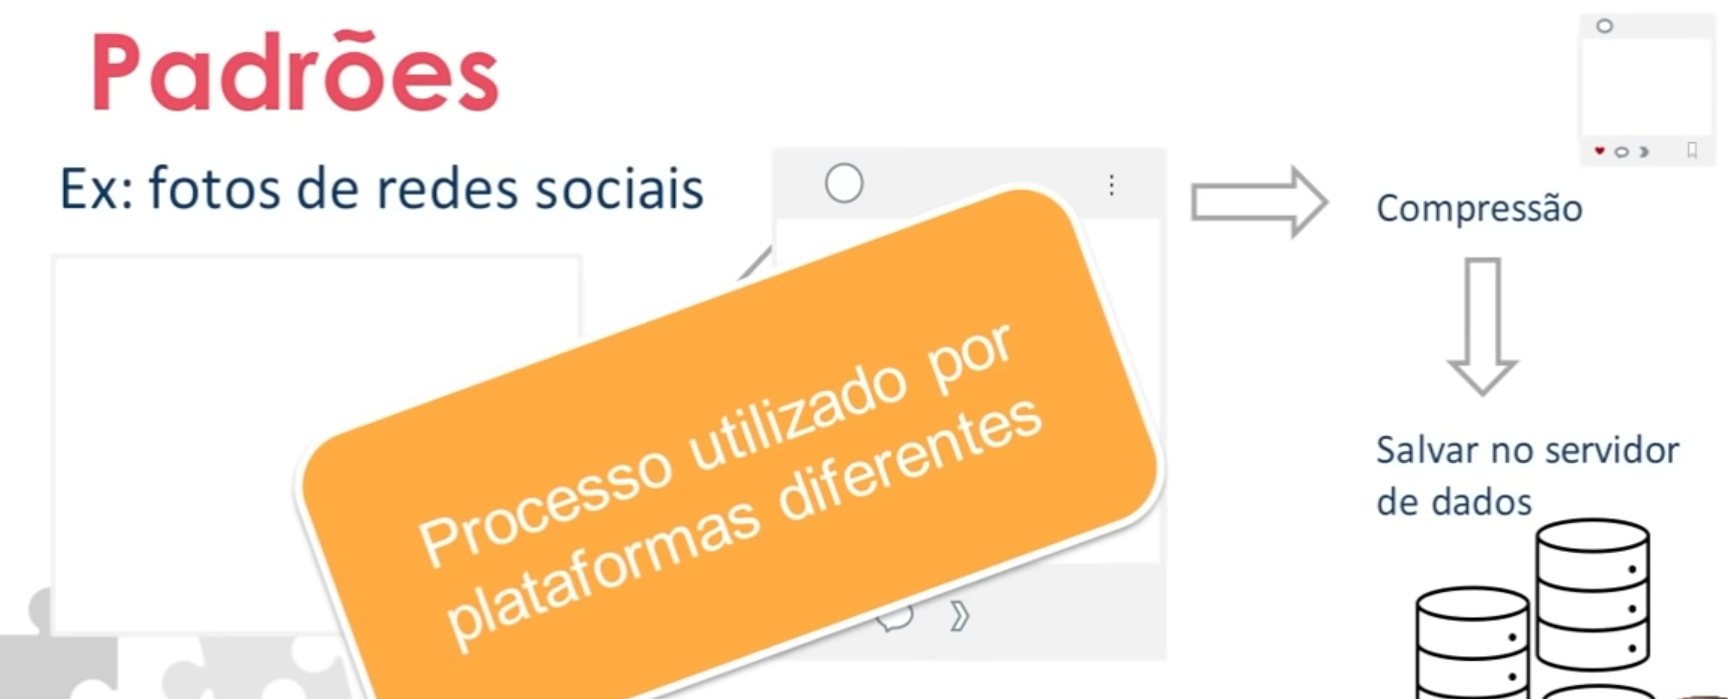 Padrões
Ex: fotos de redes sociais
Processo utilizado por
plataformas diferentes
Compressão
Salvar no servidor
de dados